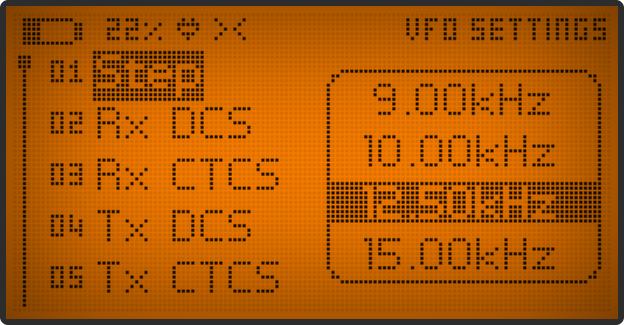 22% VFO SETTINGS
01 Step
02 Rx DCS
03 Rx CTCS
04 Tx DCS
05 Tx CTCS
9.00kHz
10.00kHz
12.50kHz
15.00kHz